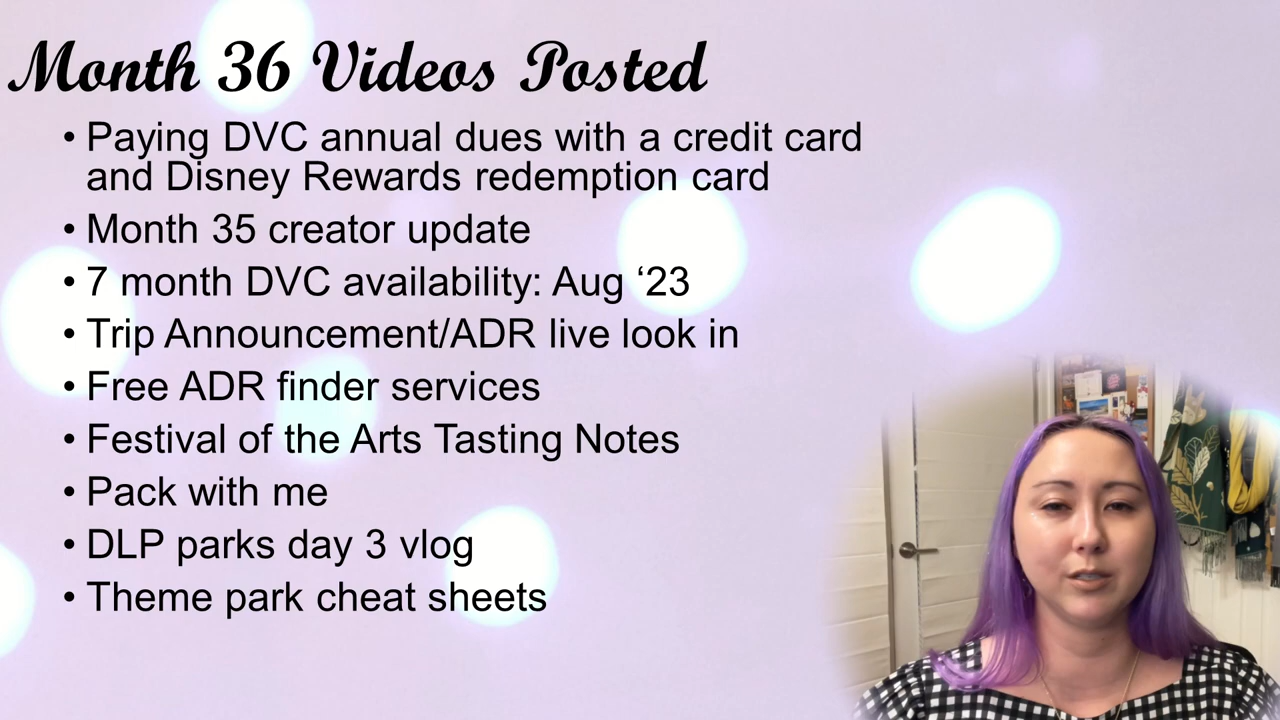 Month 36 Videos Posted
• Paying DVC annual dues with a credit card
and Disney Rewards redemption card
• Month 35 creator update
• 7 month DVC availability: Aug ‘23
• Trip Announcement/ADR live look in
• Free ADR finder services
• Festival of the Arts Tasting Notes
• Pack with me
• DLP parks day 3 vlog
• Theme park cheat sheets